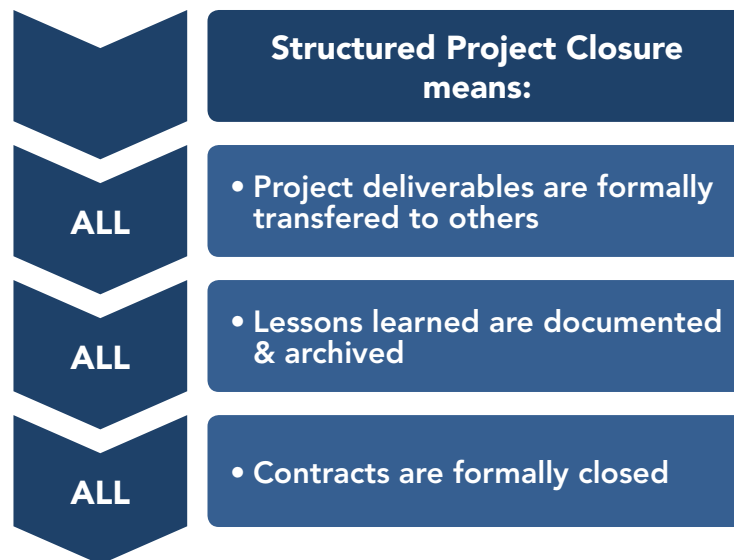 Structured Project Closure
means:
ALL
• Project deliverables are formally
transfered to others
ALL
• Lessons learned are documented
& archived
ALL
• Contracts are formally closed